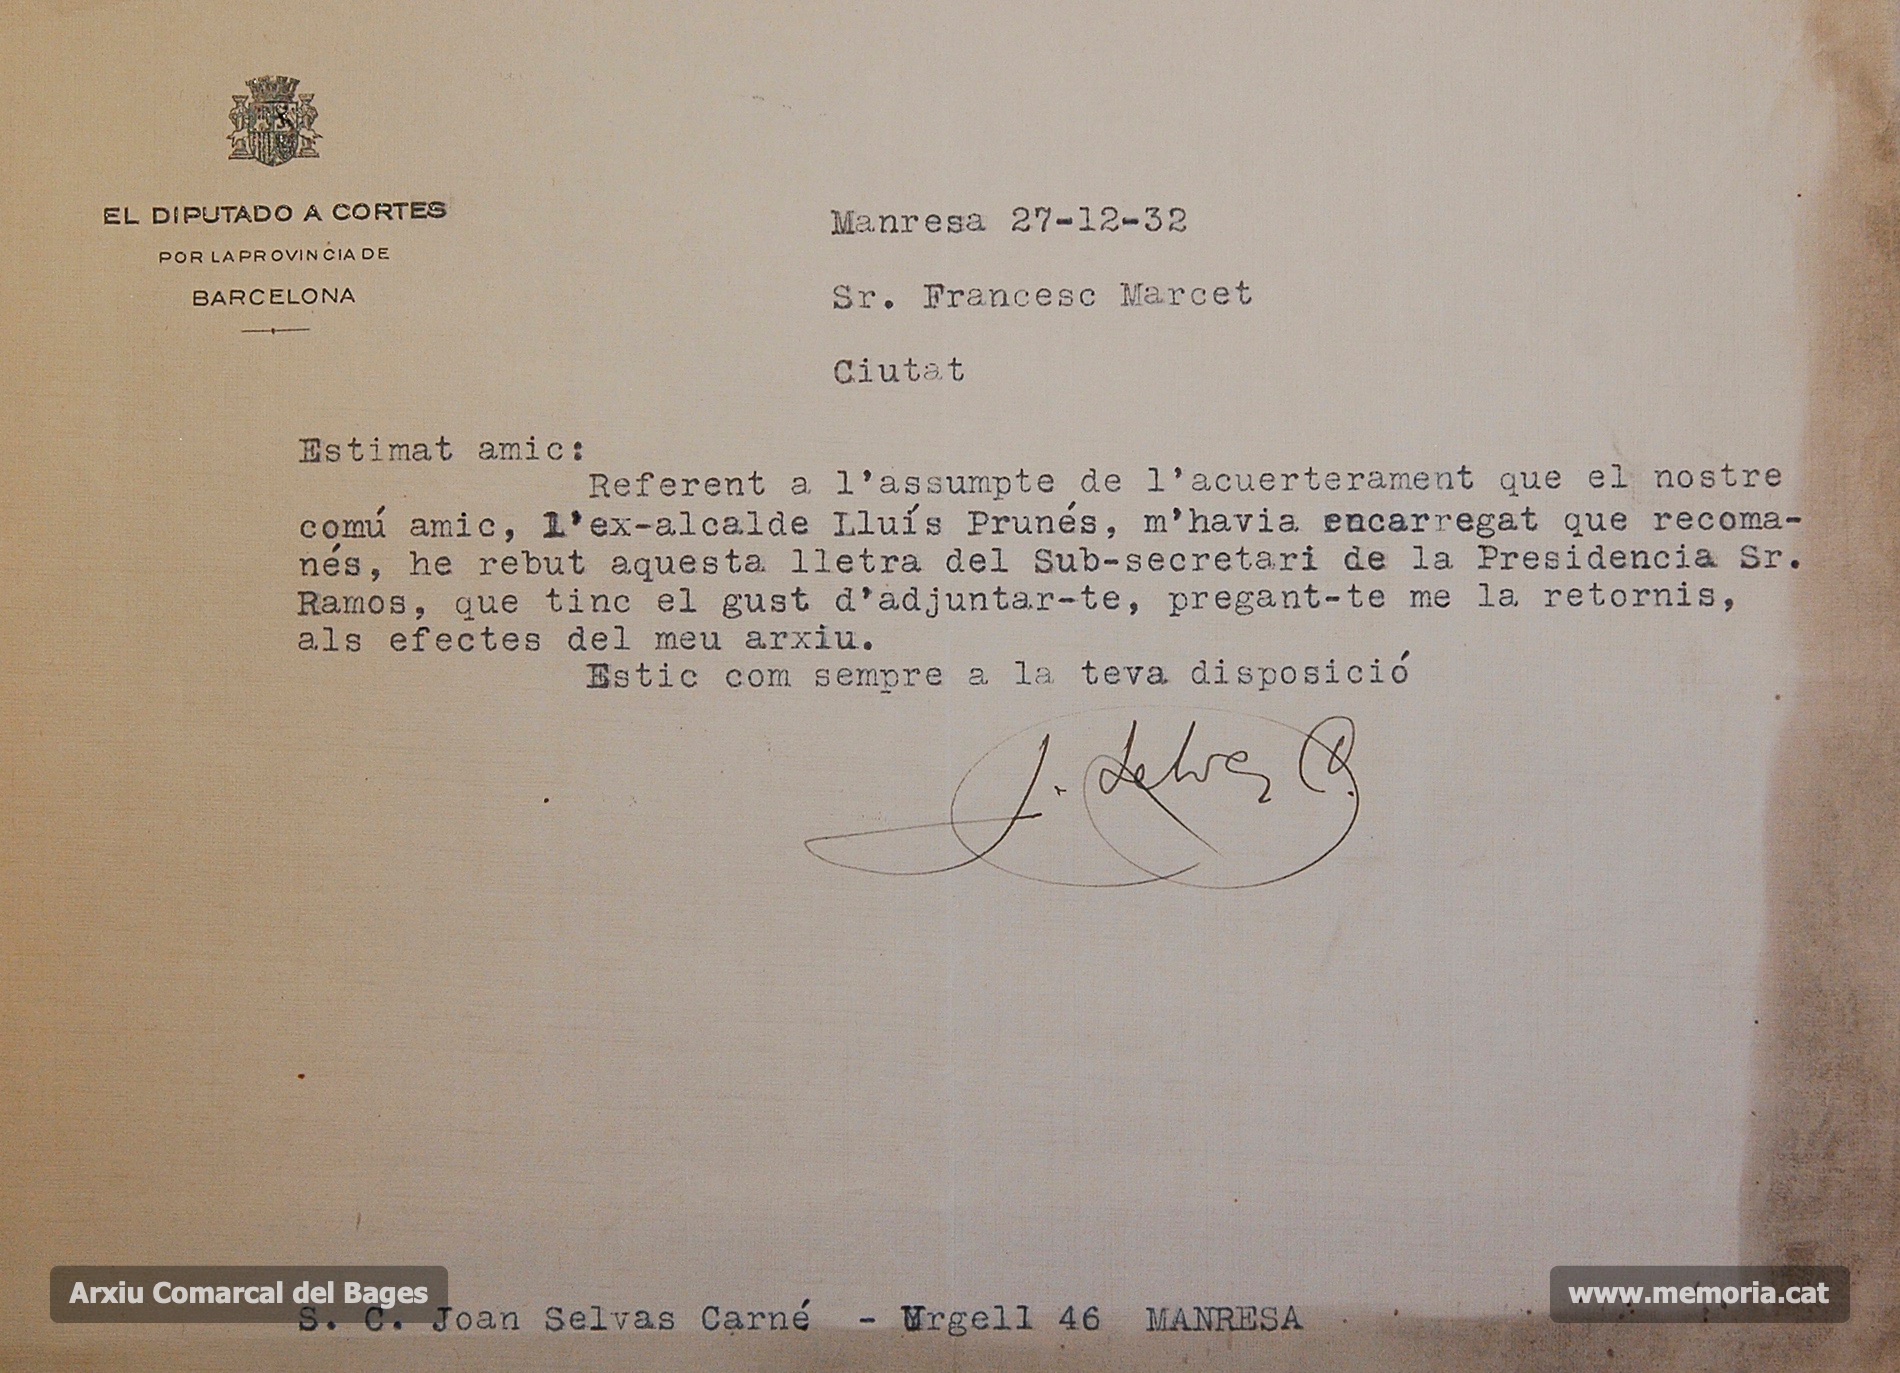 EL DIPUTADO A CORTES
POR LA PROVINCIA DE
BARCELONA
Manresa 27-12-32
Sr. Francesc Marcet
Ciutat
Estimat amic:
Referent a l'assumpte de l'acuerterament que el nostre
comú amic, l'ex-alcalde Lluís Prunés, m'havia encarregat que recoma-
nés, he rebut aquesta lletra del Sub-secretari de la Presidencia Sr.
Ramos, que tinc el gust d'adjuntar-te, pregant-te me la retornis,
als efectes del meu arxiu.
Estic com sempre a la teva disposició
J. Selvas C.
Arxiu Comarcal del Bages
www.memoria.cat
S. C. Joan Selvas Carné - Urgell 46 MANRESA